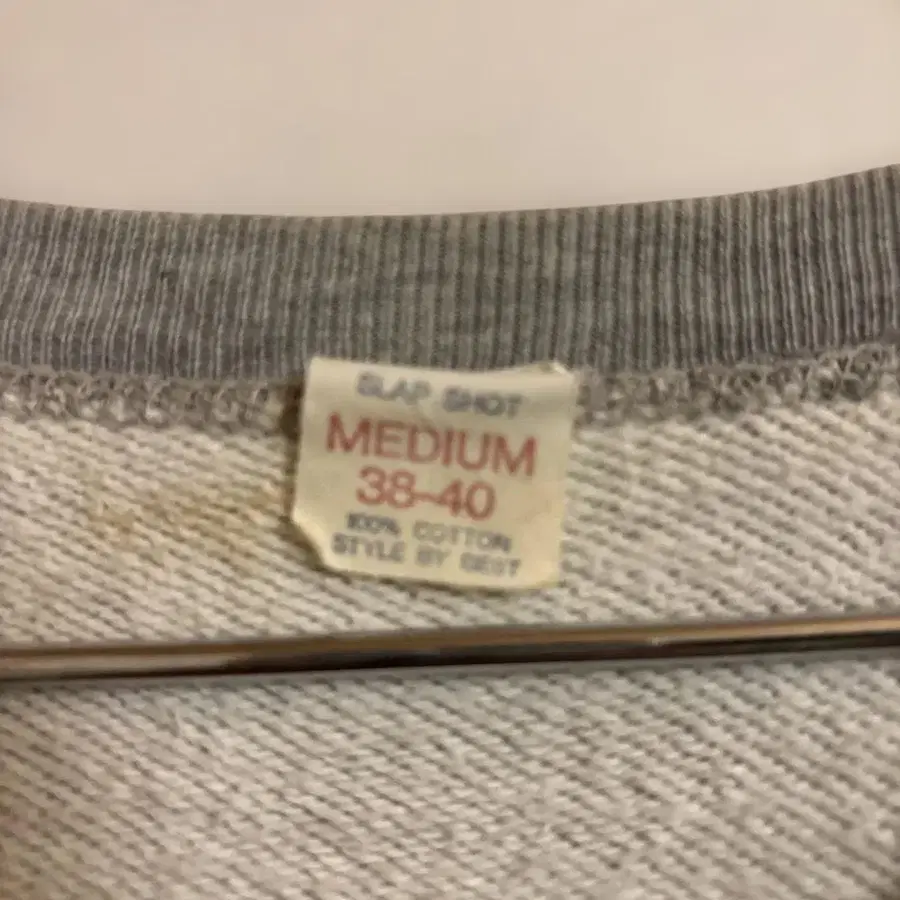 SLAP SHOT
MEDIUM
38-40
100% COTTON
STYLE BY BEST